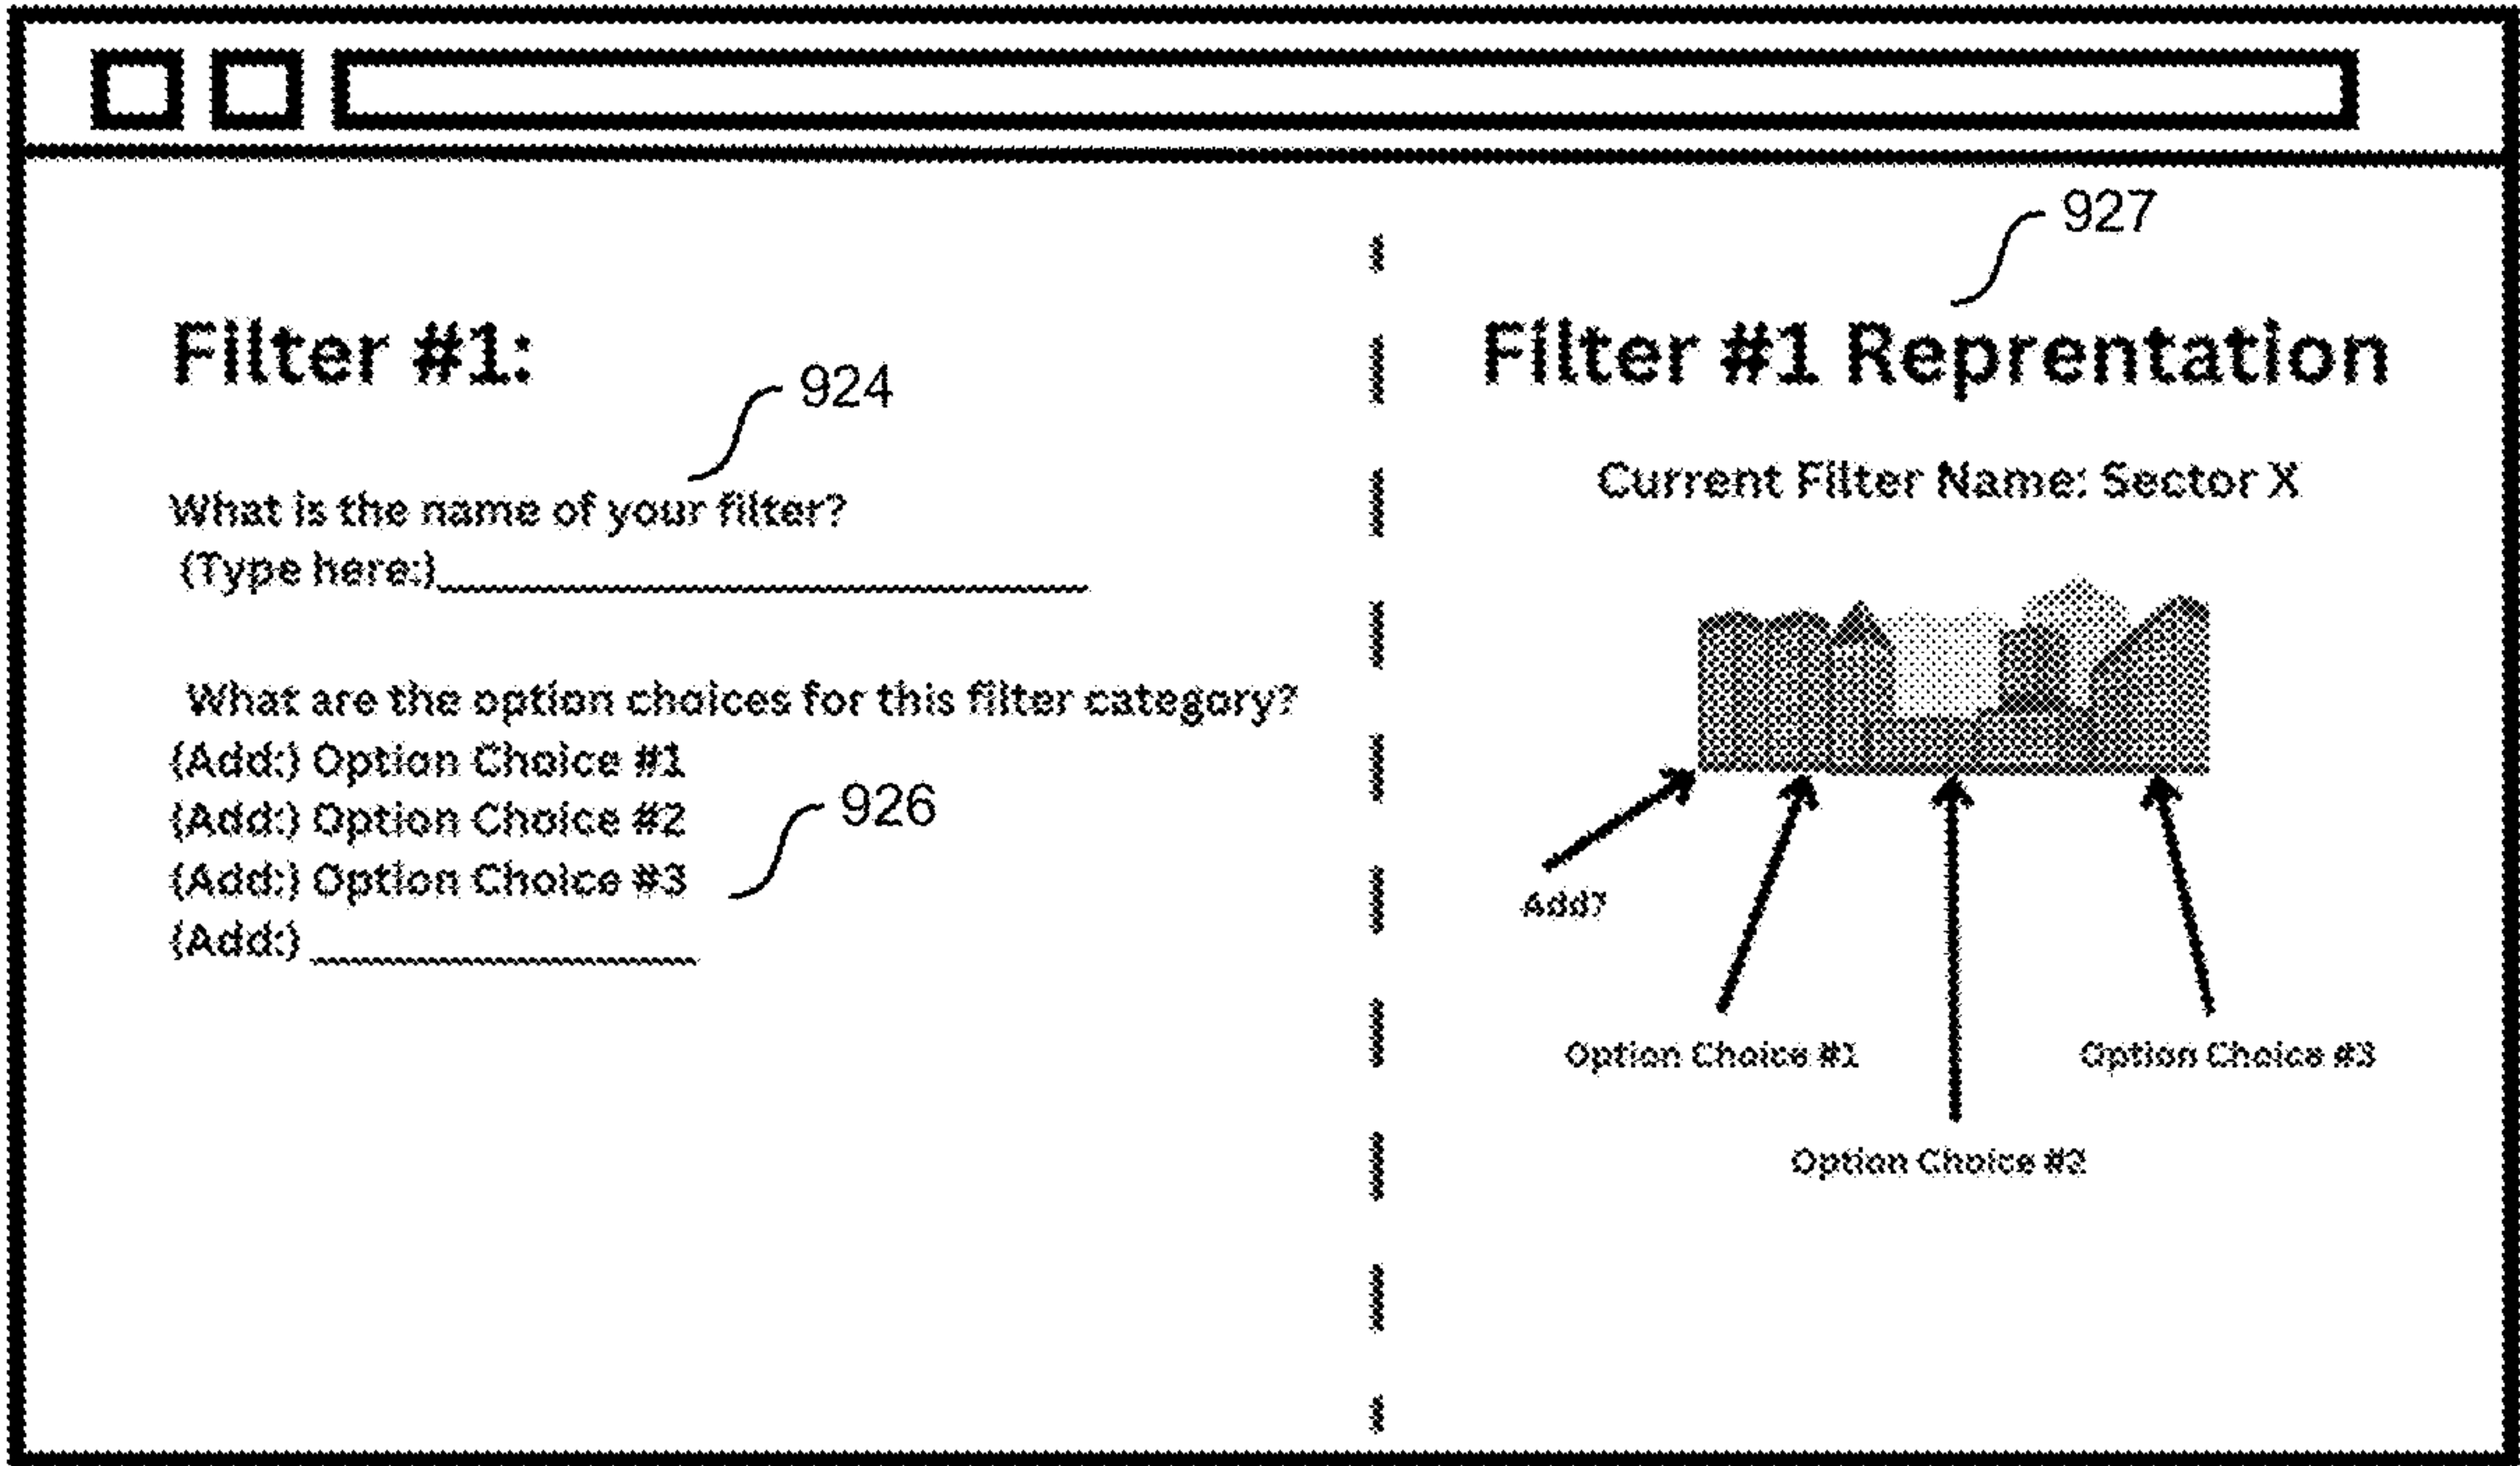 Filter #1:
924
What is the name of your filter?
(Type here:)
What are the option choices for this filter category?
(Add:) Option Choice #1
(Add:) Option Choice #2
(Add:) Option Choice #3
926
(Add:)
927
Filter #1 Reprentation
Current Filter Name: Sector X
Add?
Option Choice #1
Option Choice #3
Option Choice #2